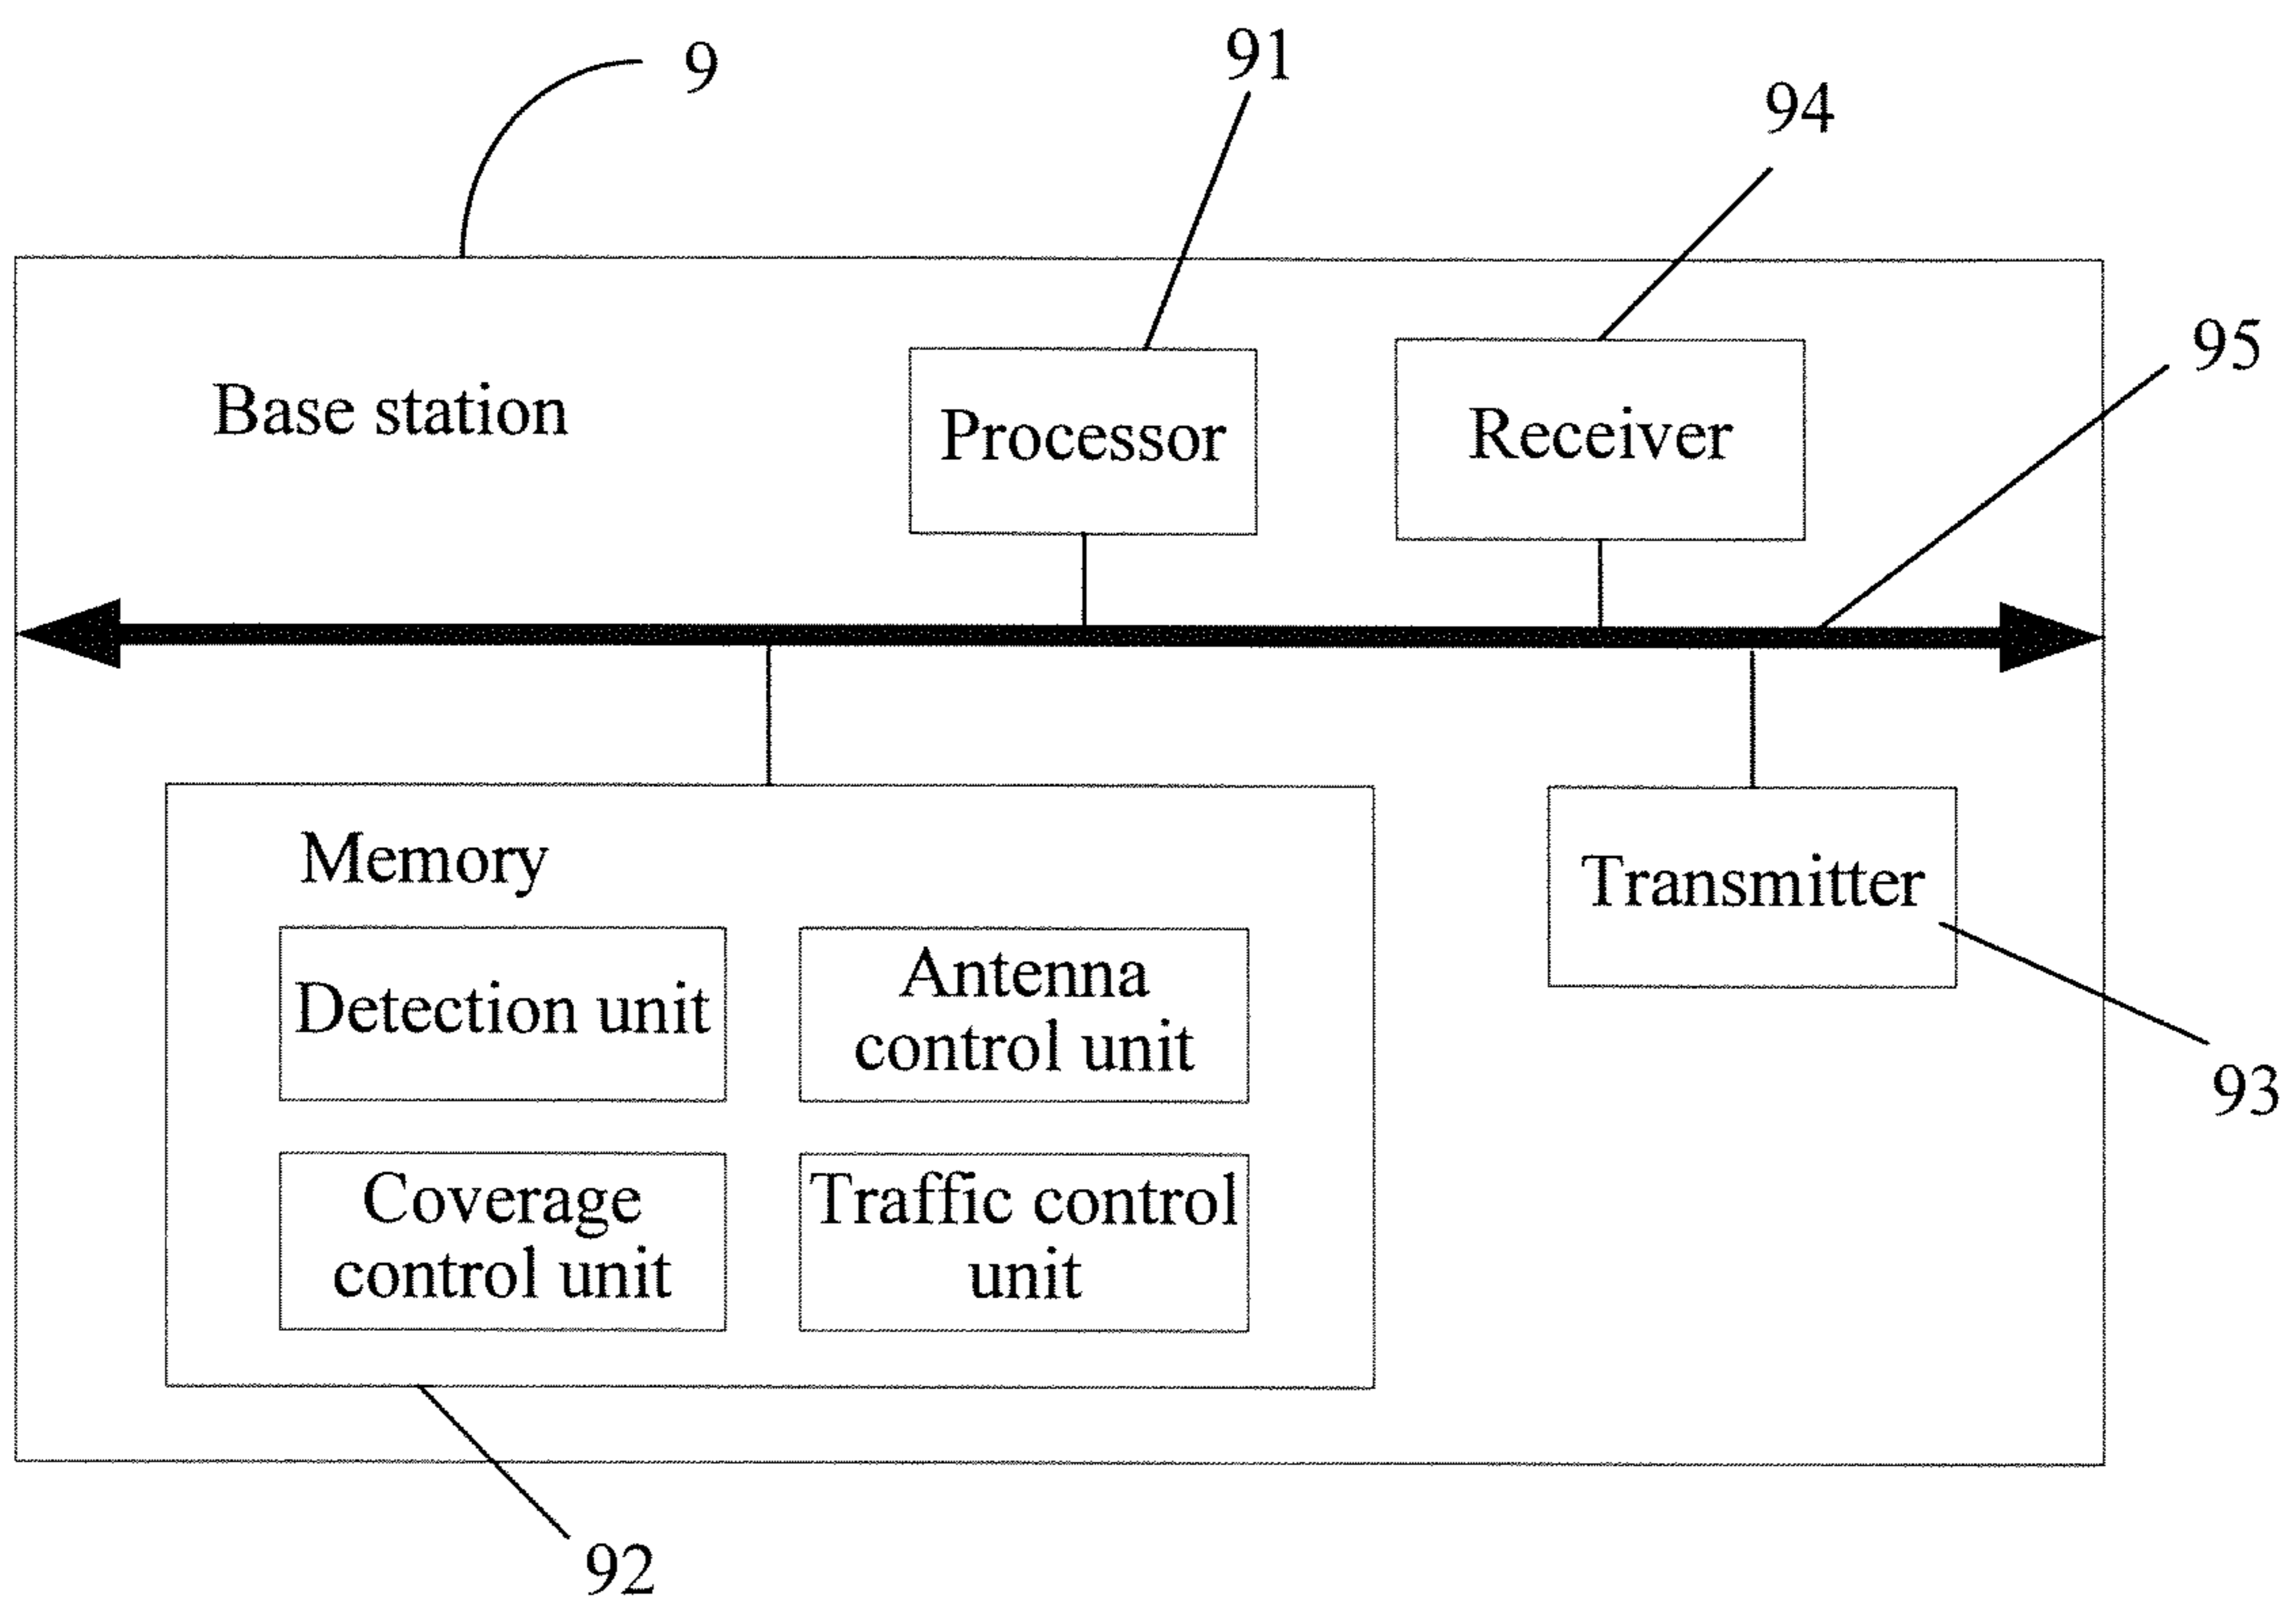 9
91
94
95
Base station
Processor
Receiver
Memory
Transmitter
Detection unit
Antenna
control unit
93
Coverage
control unit
Traffic control
unit
92